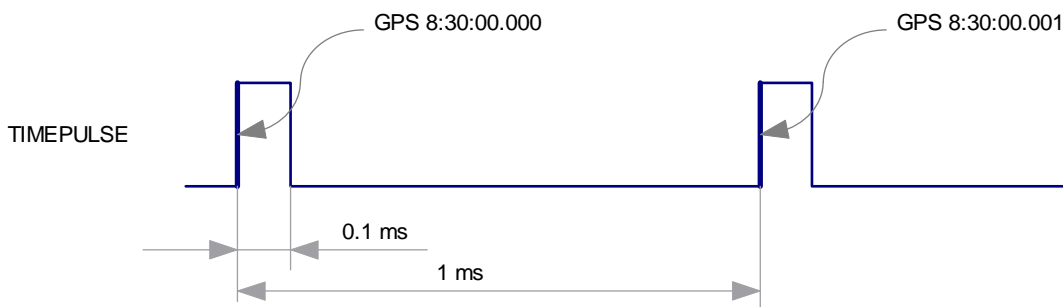 GPS 8:30:00.000
GPS 8:30:00.001
TIMEPULSE
0.1 ms
1 ms